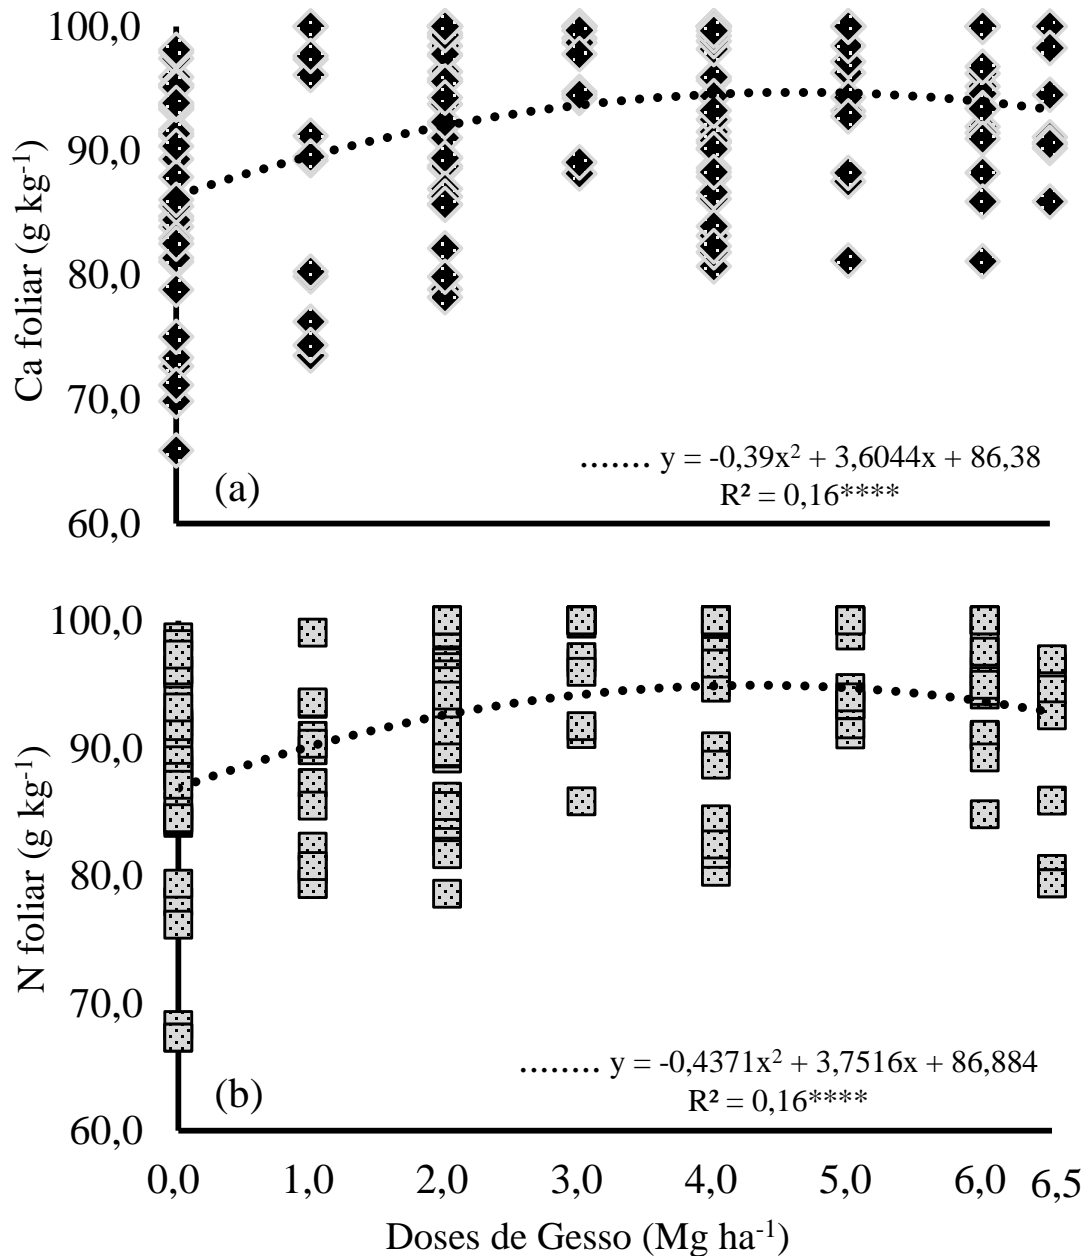 100,0
90,0
80,0
70,0
60,0
Ca foliar (g kg⁻¹)
(a)
....... y = -0,39x² + 3,6044x + 86,38
R² = 0,16****
100,0
90,0
80,0
70,0
60,0
N foliar (g kg⁻¹)
(b)
........ y = -0,4371x² + 3,7516x + 86,884
R² = 0,16****
0,0 1,0 2,0 3,0 4,0 5,0 6,0 6,5
Doses de Gesso (Mg ha⁻¹)